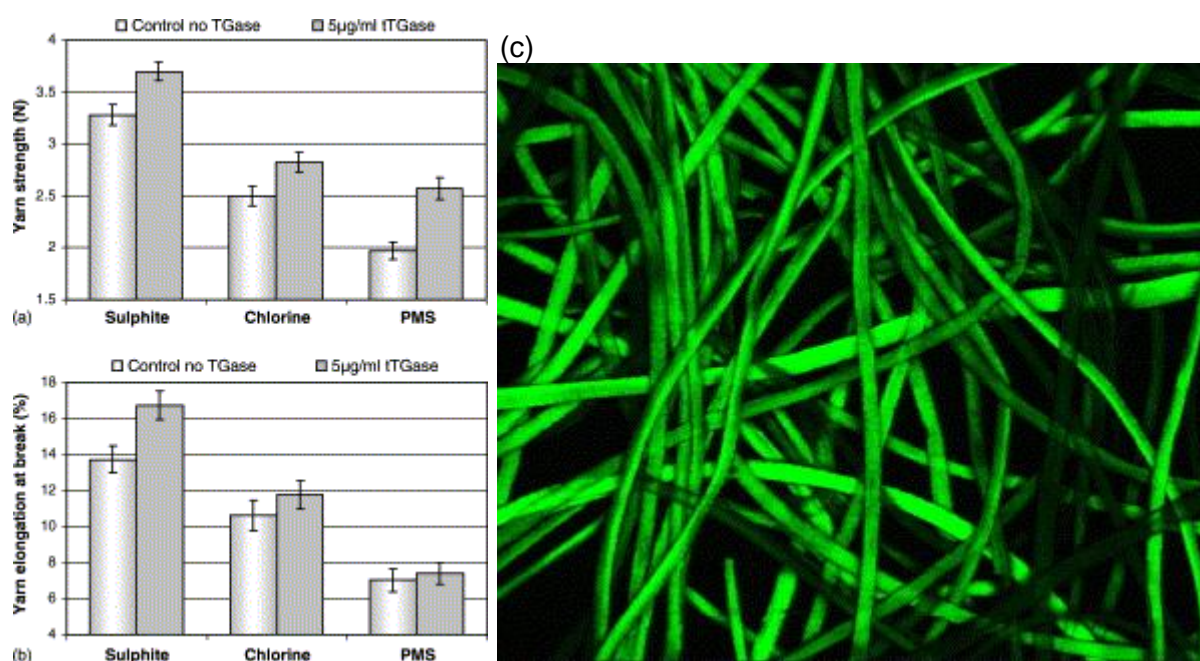 Control no TGase 5µg/ml tTGase
Yarn strength (N)
4
3.5
3
2.5
2
1.5
(a) Sulphite Chlorine PMS
Control no TGase 5µg/ml tTGase
Yarn elongation at break (%)
18
16
14
12
10
8
6
4
(b) Sulphite Chlorine PMS
(c)